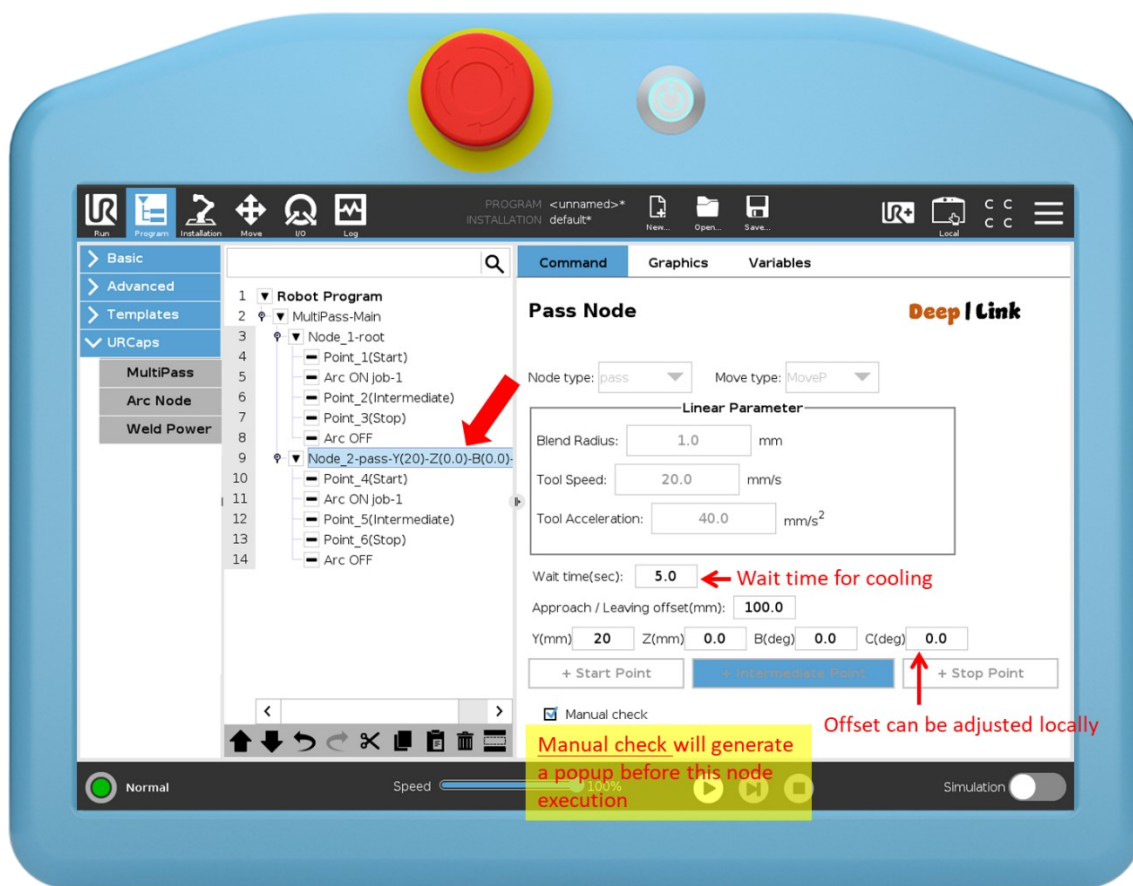 PROGRAM <unnamed>*
INSTALLATION default*
Run
Program
Installation
Move
I/O
Log
New...
Open...
Save...
UR+
Local
C C
C C
Basic
Advanced
Templates
URCaps
MultiPass
Arc Node
Weld Power
1 Robot Program
2 MultiPass-Main
3 Node_1-root
4 Point_1(Start)
5 Arc ON job-1
6 Point_2(Intermediate)
7 Point_3(Stop)
8 Arc OFF
9 Node_2-pass-Y(20)-Z(0.0)-B(0.0)-
10 Point_4(Start)
11 Arc ON job-1
12 Point_5(Intermediate)
13 Point_6(Stop)
14 Arc OFF
Command Graphics Variables
Pass Node
Deep|Link
Node type: pass Move type: MoveP
Linear Parameter
Blend Radius: 1.0 mm
Tool Speed: 20.0 mm/s
Tool Acceleration: 40.0 mm/s²
Wait time(sec): 5.0 Wait time for cooling
Approach / Leaving offset(mm): 100.0
Y(mm) 20 Z(mm) 0.0 B(deg) 0.0 C(deg) 0.0
+ Start Point + Intermediate Point + Stop Point
Manual check
Offset can be adjusted locally
Manual check will generate
a popup before this node
execution
Normal
Speed 100%
Simulation